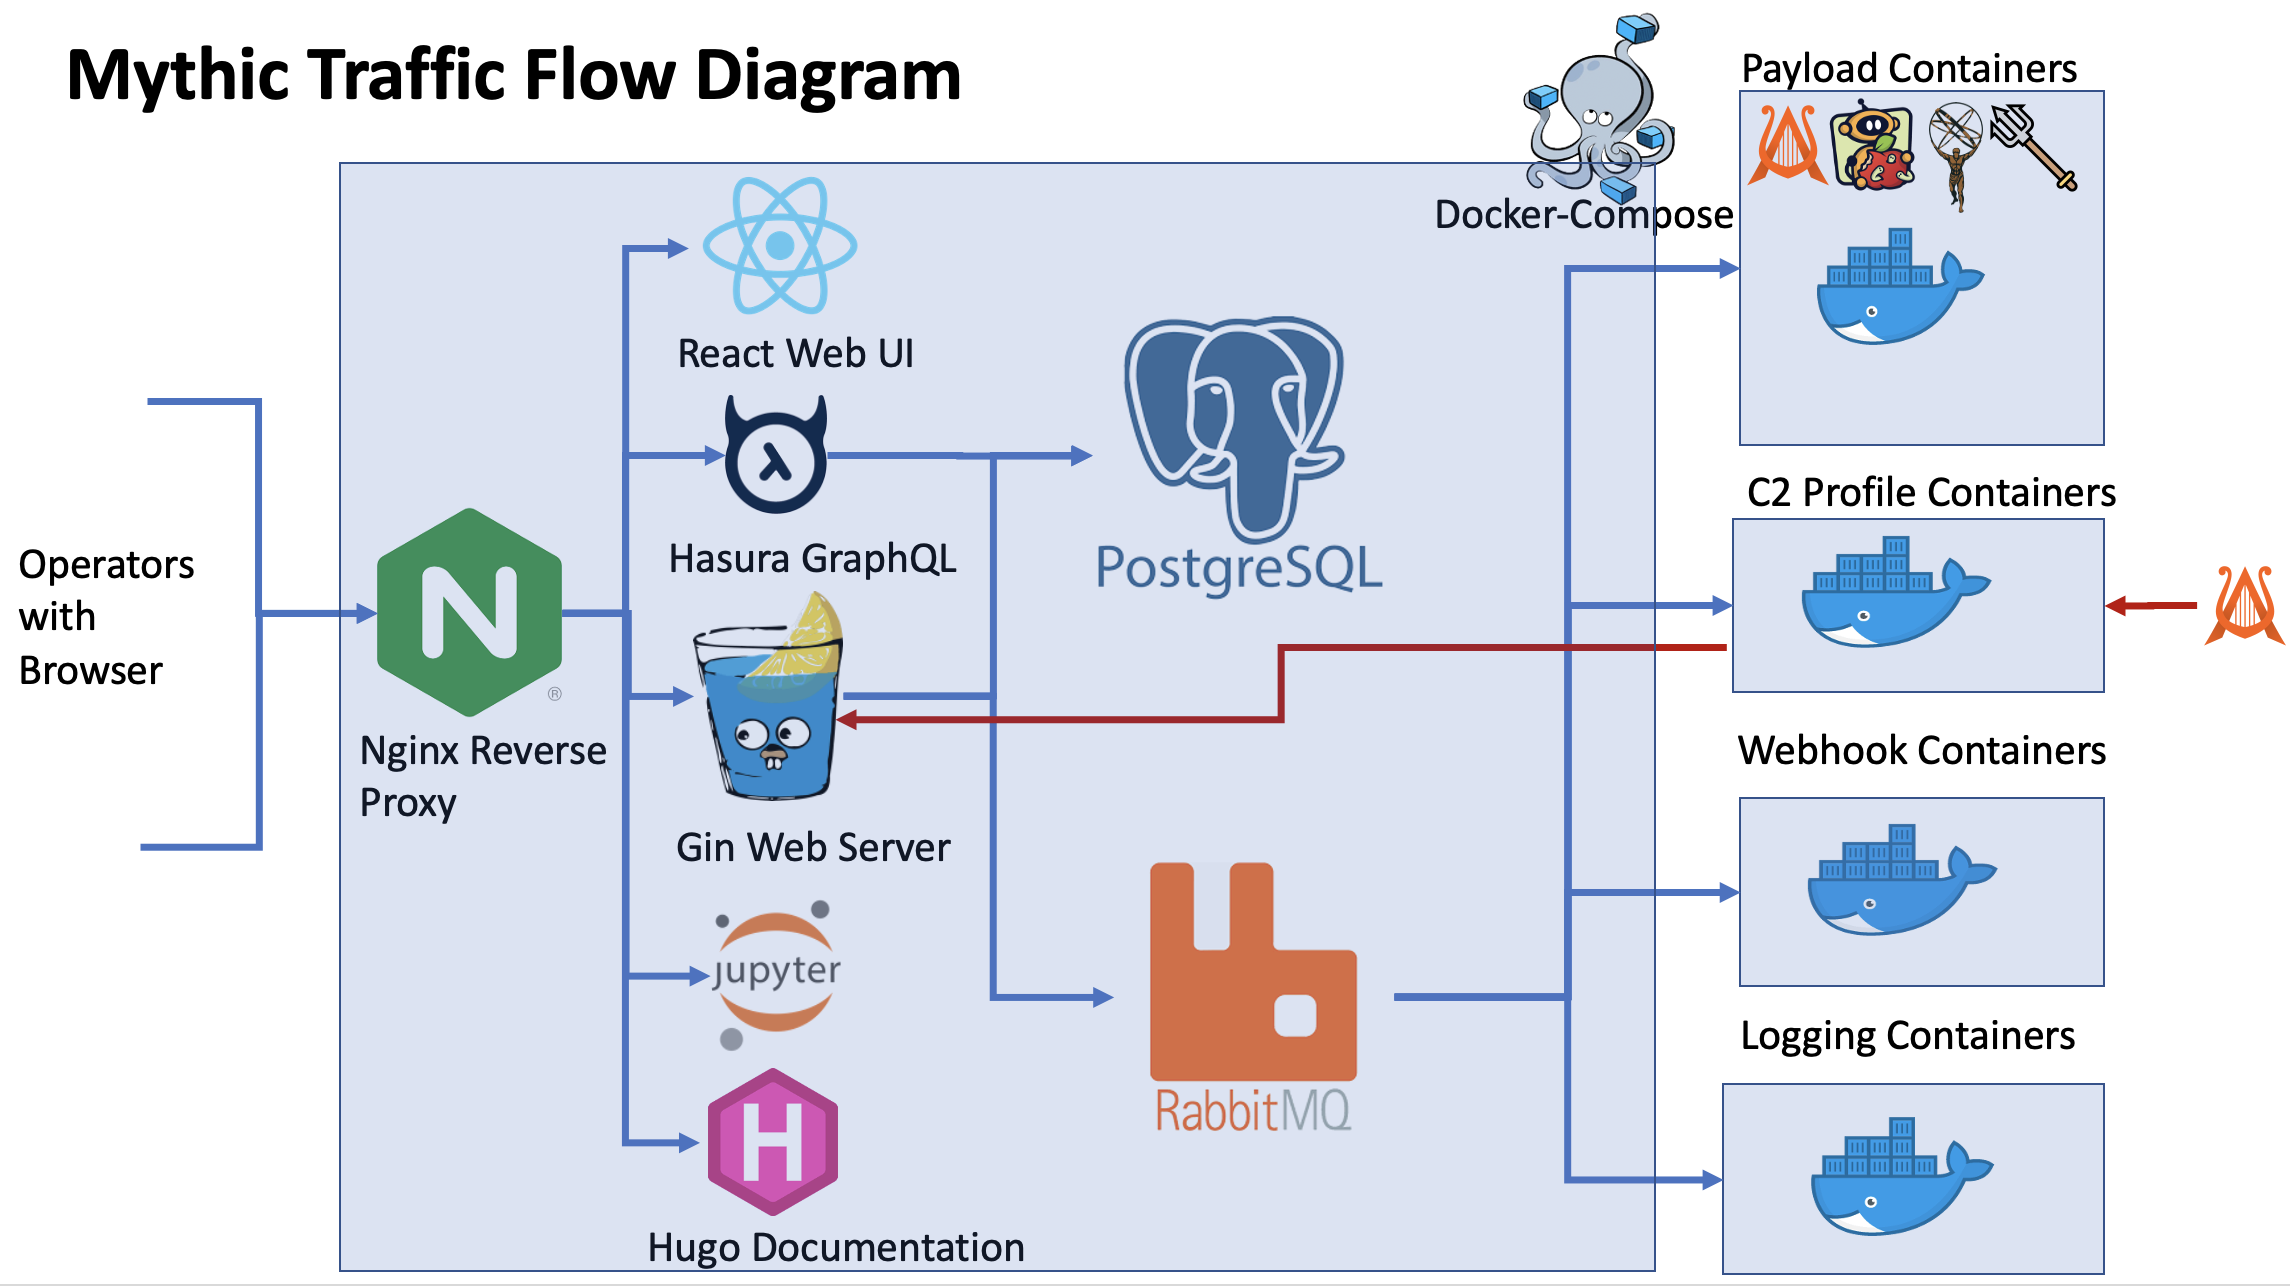 Mythic Traffic Flow Diagram
Payload Containers
Docker-Compose
React Web UI
Hasura GraphQL
PostgreSQL
C2 Profile Containers
Operators
with
Browser
N
®
Nginx Reverse
Proxy
Gin Web Server
Webhook Containers
jupyter
RabbitMQ
Logging Containers
H
Hugo Documentation